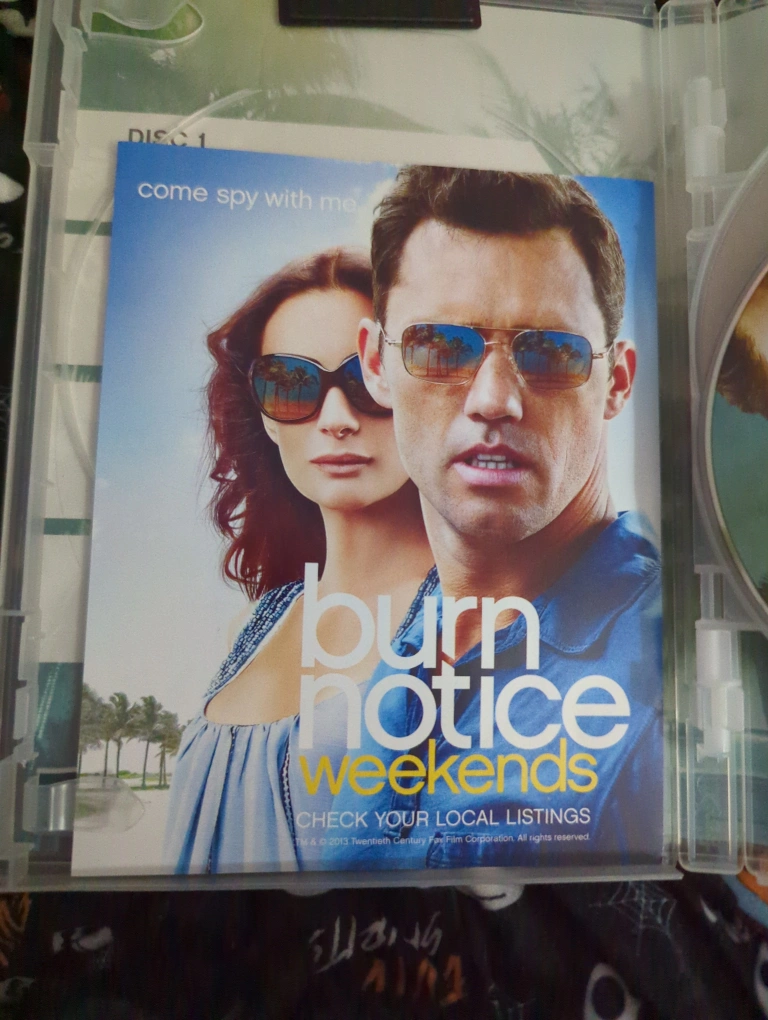 DISC 1
come spy with me
burn
notice
weekends
CHECK YOUR LOCAL LISTINGS
TM & © 2013 Twentieth Century Fox Film Corporation. All rights reserved.